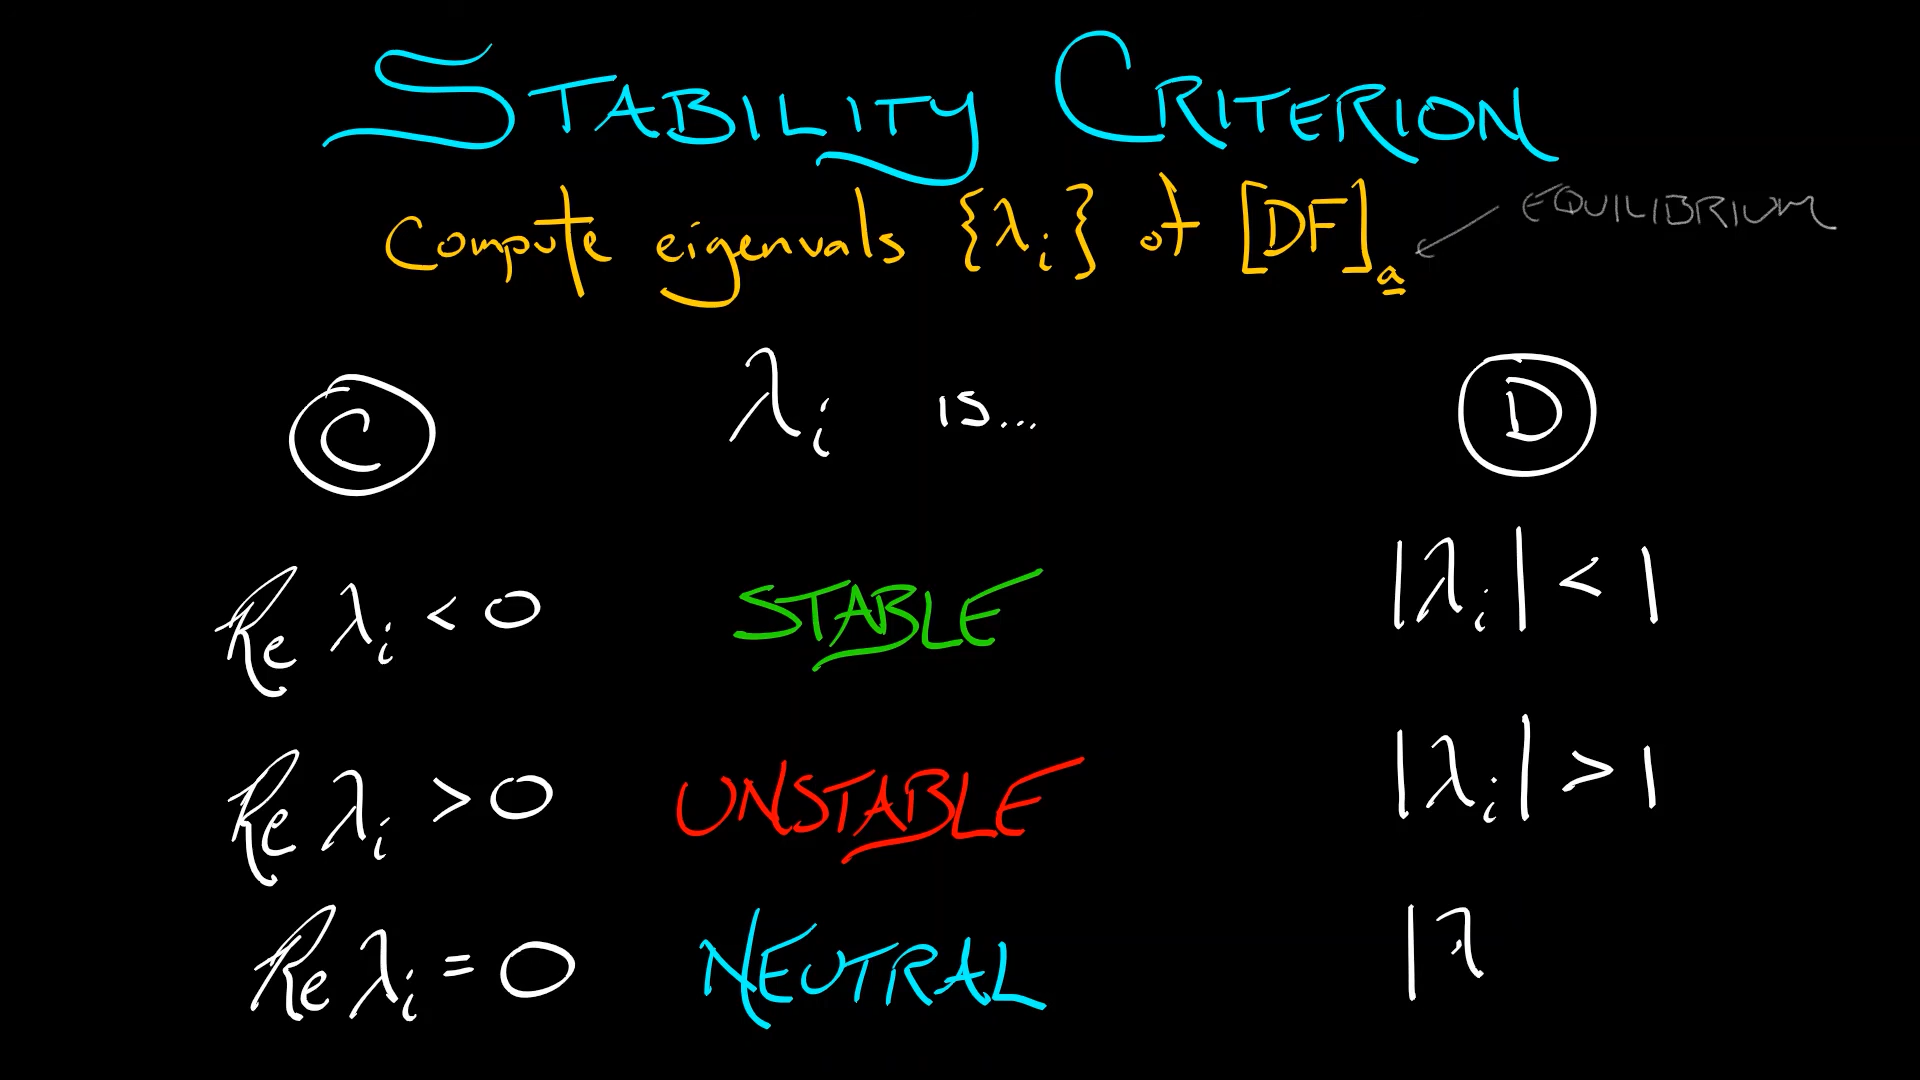 STABILITY CRITERION
Compute eigenvals {λi} of [DF]a
EQUILIBRIUM
C λi is... D
Re λi < 0 STABLE |λi| < 1
Re λi > 0 UNSTABLE |λi| > 1
Re λi = 0 NEUTRAL |λ